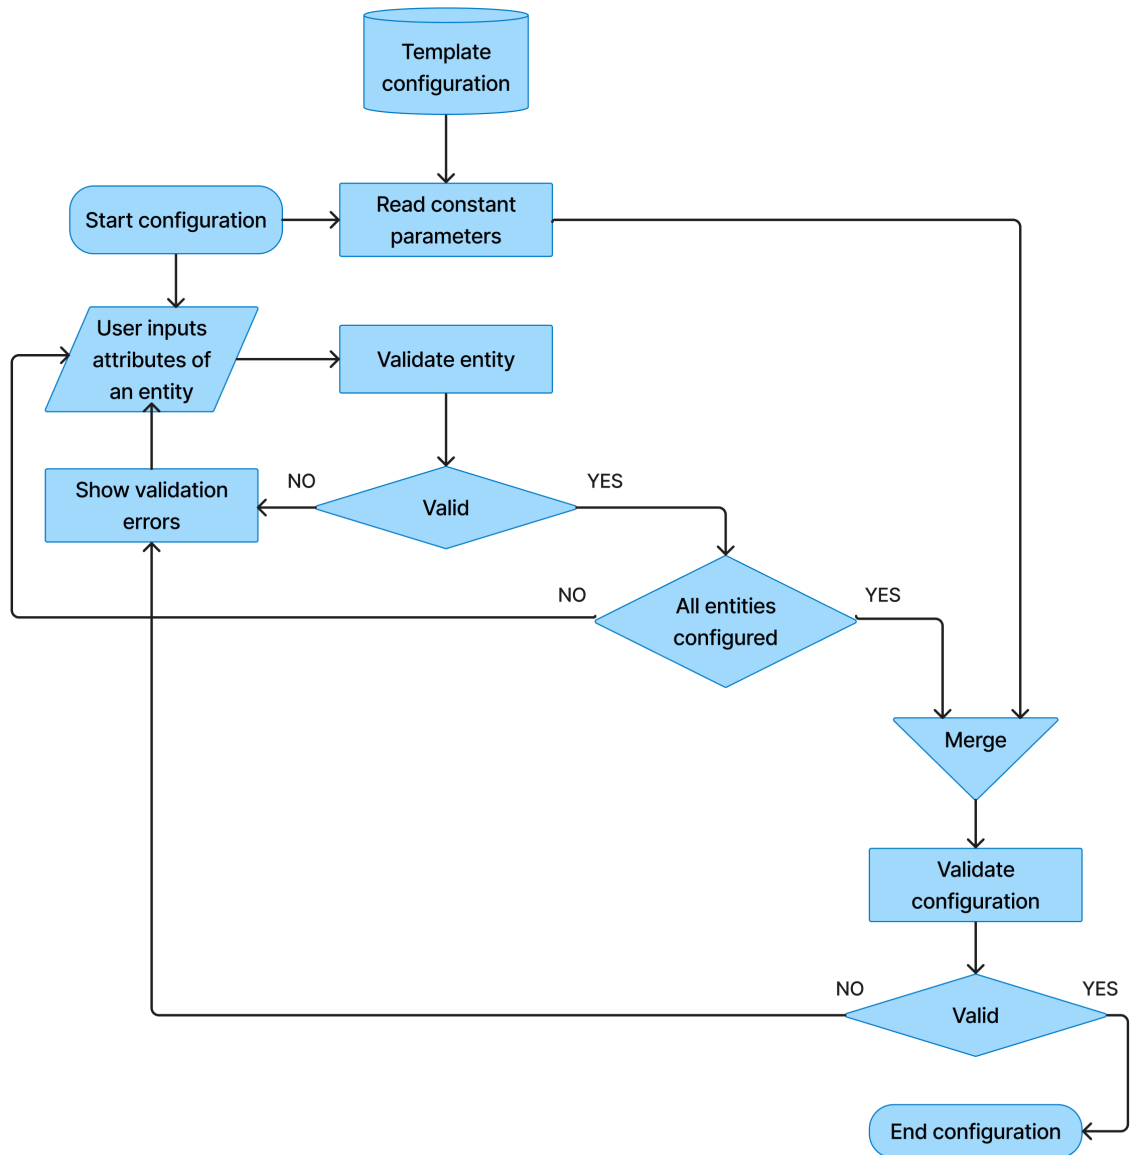 Template
configuration
Start configuration
Read constant
parameters
User inputs
attributes of
an entity
Validate entity
Show validation
errors
NO
Valid
YES
NO
All entities
configured
YES
Merge
Validate
configuration
NO
Valid
YES
End configuration